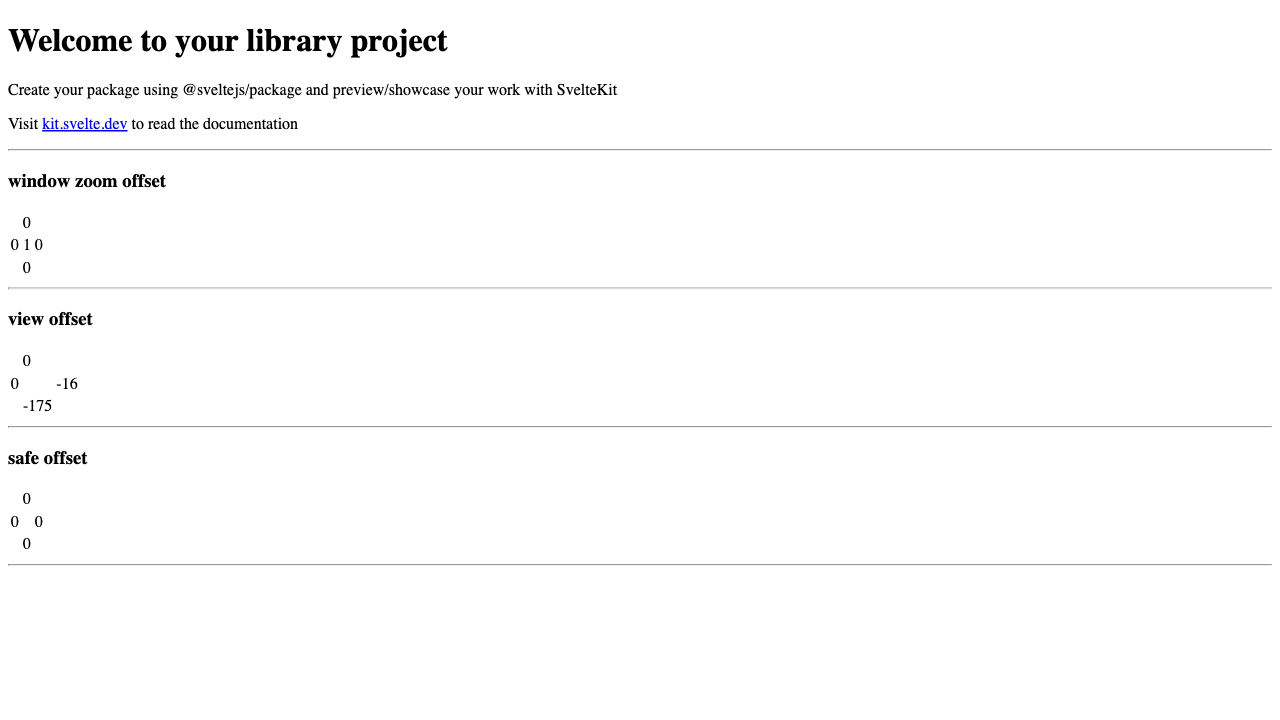 Welcome to your library project
Create your package using @sveltejs/package and preview/showcase your work with SvelteKit
Visit kit.svelte.dev to read the documentation
window zoom offset
0
0 1 0
0
view offset
0
0 -16
-175
safe offset
0
0 0
0